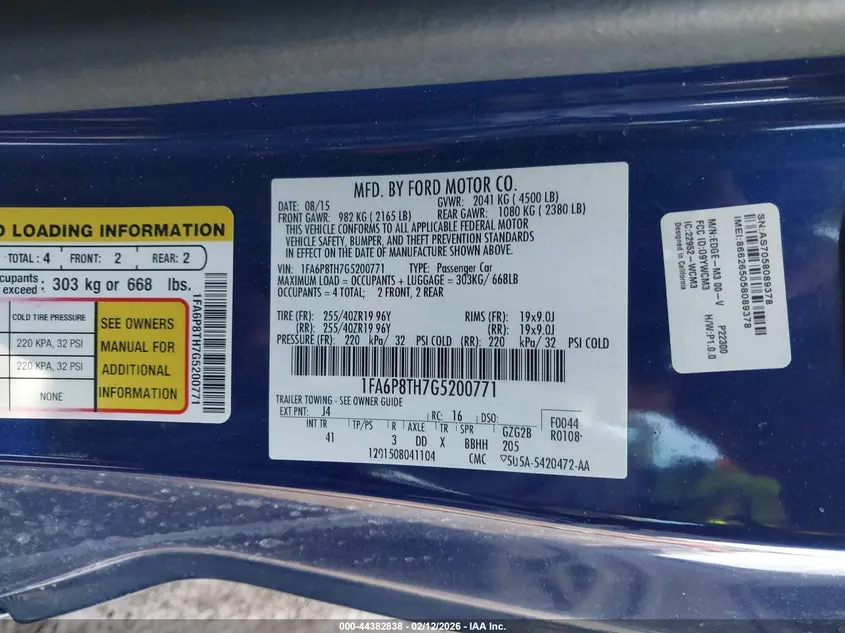 D LOADING INFORMATION
TOTAL: 4 FRONT: 2 REAR: 2
cupants
exceed : 303 kg or 668 lbs.
COLD TIRE PRESSURE
220 KPA, 32 PSI
220 KPA, 32 PSI
NONE
SEE OWNERS
MANUAL FOR
ADDITIONAL
INFORMATION
1FA6P8TH7G5200771
MFD. BY FORD MOTOR CO.
DATE: 08/15 GVWR: 2041 KG ( 4500 LB)
FRONT GAWR: 982 KG ( 2165 LB) REAR GAWR: 1080 KG ( 2380 LB)
THIS VEHICLE CONFORMS TO ALL APPLICABLE FEDERAL MOTOR
VEHICLE SAFETY, BUMPER, AND THEFT PREVENTION STANDARDS
IN EFFECT ON THE DATE OF MANUFACTURE SHOWN ABOVE.
VIN: 1FA6P8TH7G5200771 TYPE: Passenger Car
MAXIMUM LOAD = OCCUPANTS + LUGGAGE = 303KG/ 668LB
OCCUPANTS = 4 TOTAL; 2 FRONT, 2 REAR
TIRE (FR): 255/40ZR19 96Y RIMS (FR): 19x9.0J
(RR): 255/40ZR19 96Y (RR): 19x9.0J
PRESSURE (FR): 220 kPa/ 32 PSI COLD (RR): 220 kPa/ 32 PSI COLD
1FA6P8TH7G5200771
TRAILER TOWING - SEE OWNER GUIDE
EXT PNT: J4 RC: 16 DSO: F0044
INT TR TP/PS R AXLE TR SPR GZG2B R0108-
41 3 DD X BBHH 205
1201508041104 CMC ▽5U5A-5420472-AA
SN:AS7058089378
IMEI:866265058089378
M/N:EDGE-M3 00-V P22300
FCC ID:O9YWCM3 H/W:P1.0.0
IC:22952-WCM3
Designed in California
000-44382838 | 02/12/2026 - IAA Inc.